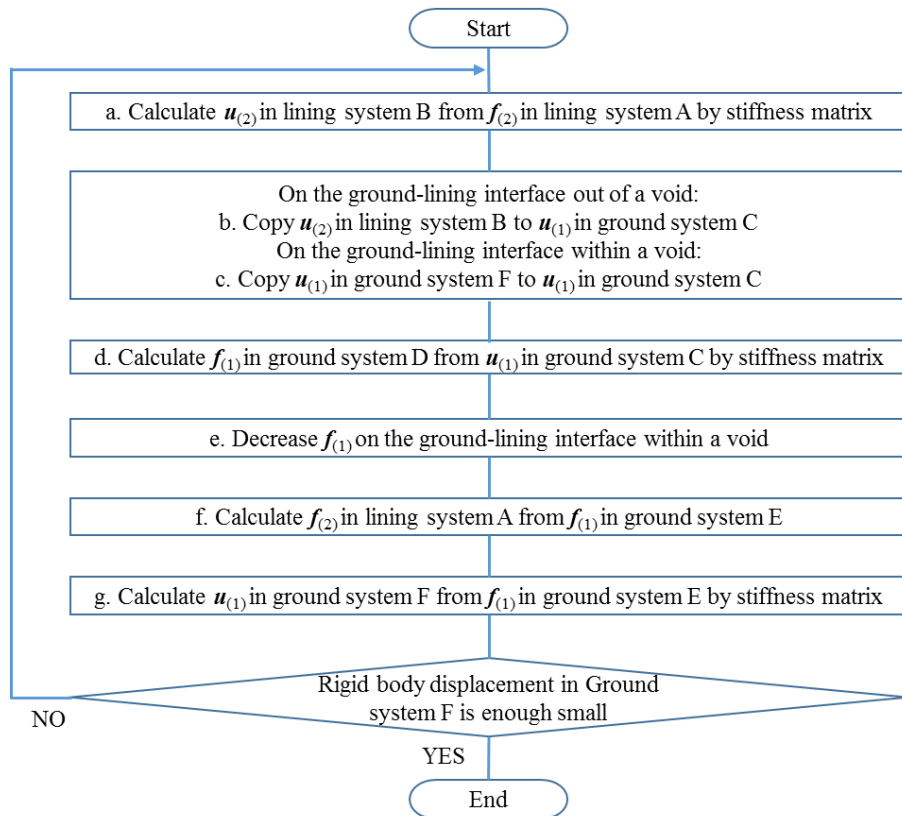 Start
a. Calculate u(2) in lining system B from f(2) in lining system A by stiffness matrix
On the ground-lining interface out of a void:
b. Copy u(2) in lining system B to u(1) in ground system C
On the ground-lining interface within a void:
c. Copy u(1) in ground system F to u(1) in ground system C
d. Calculate f(1) in ground system D from u(1) in ground system C by stiffness matrix
e. Decrease f(1) on the ground-lining interface within a void
f. Calculate f(2) in lining system A from f(1) in ground system E
g. Calculate u(1) in ground system F from f(1) in ground system E by stiffness matrix
Rigid body displacement in Ground
system F is enough small
NO
YES
End